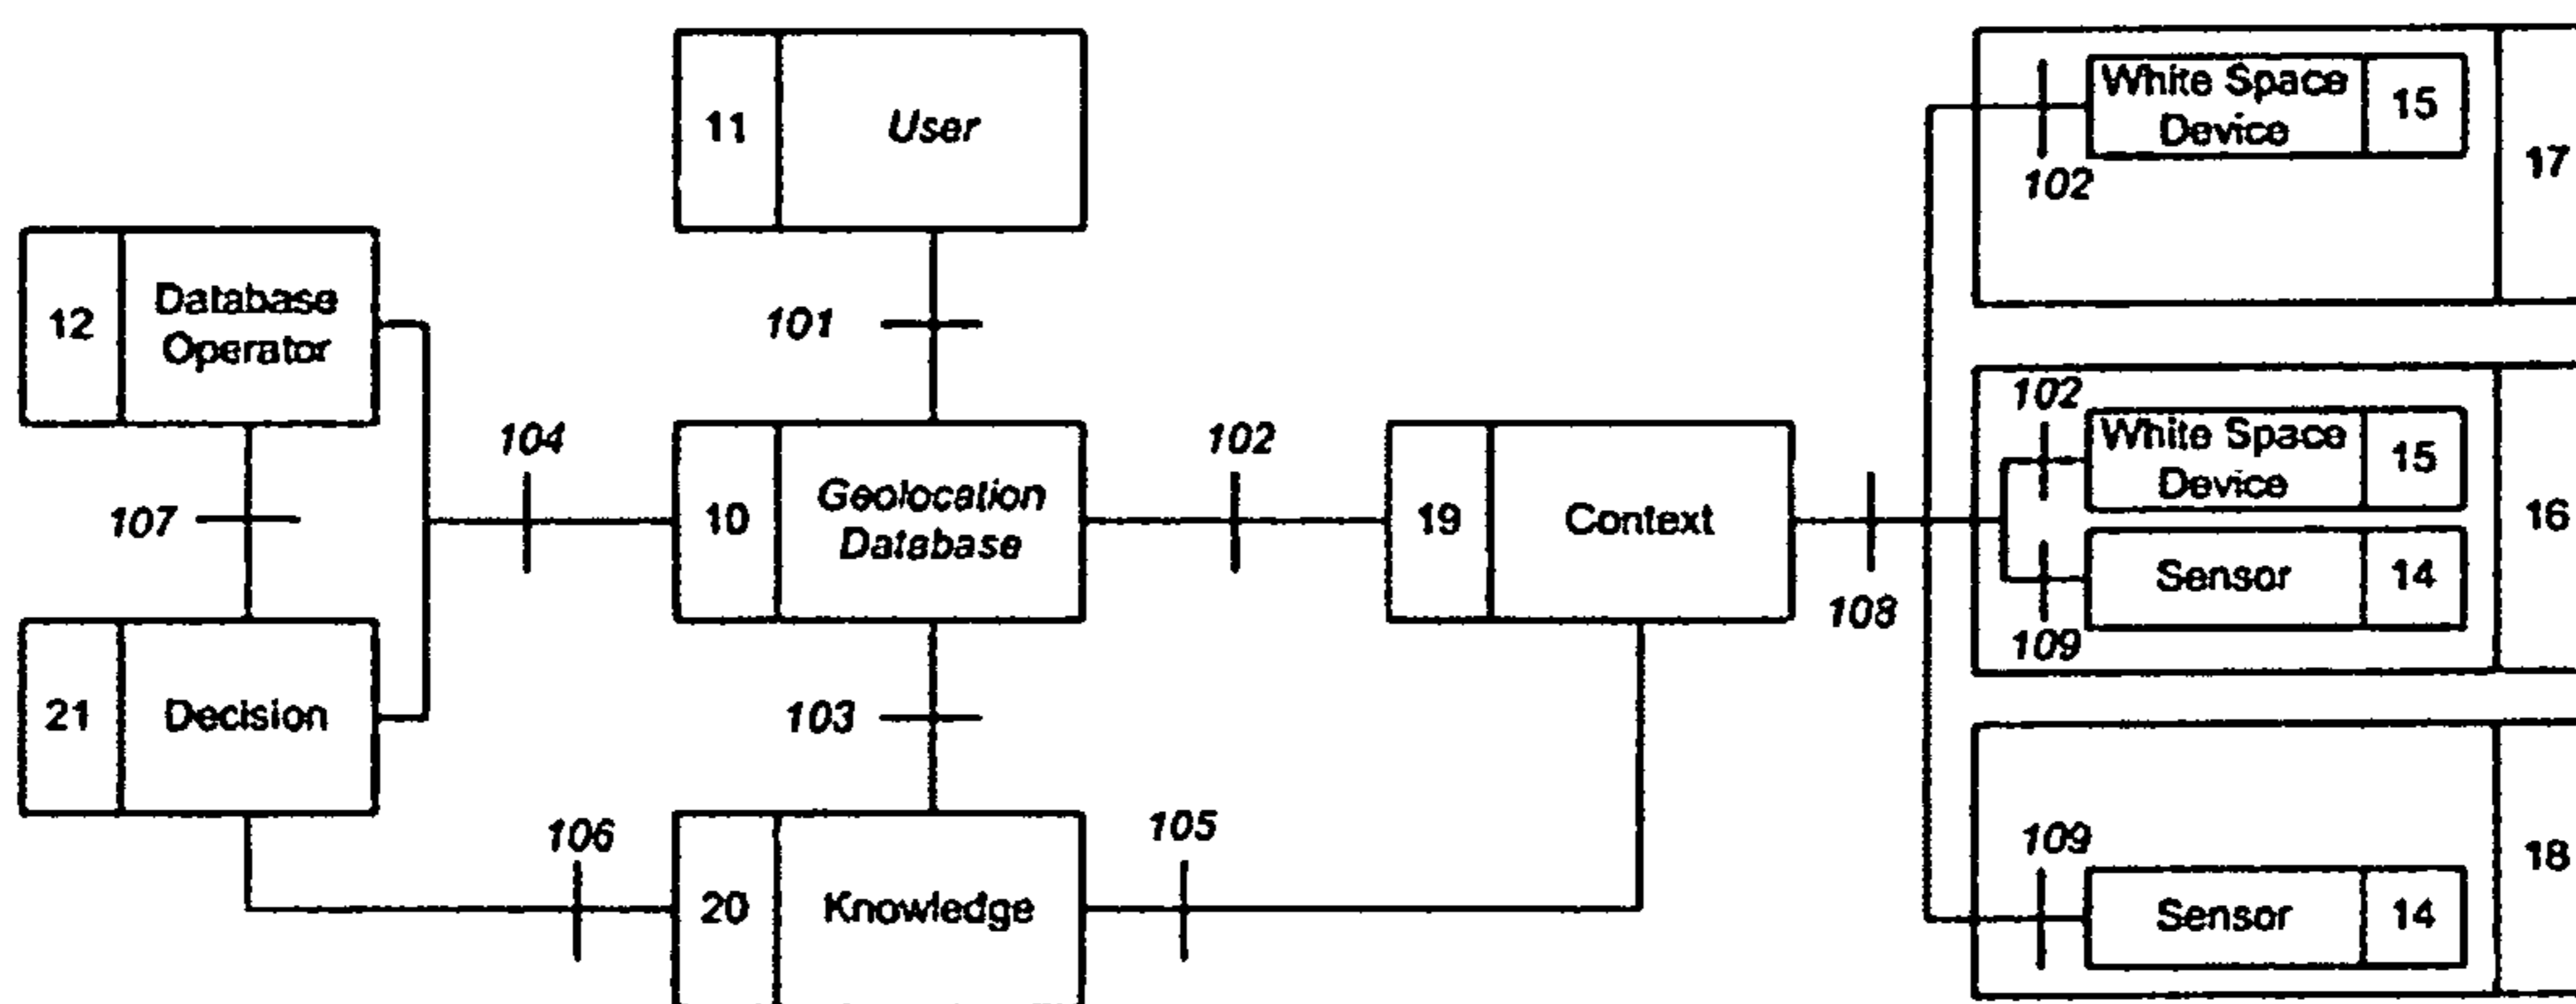 11
User
White Space
Device
15
17
102
12
Database
Operator
101
104
107
10
Geolocation
Database
102
19
Context
108
102
White Space
Device
15
Sensor
14
109
16
21
Decision
103
106
20
Knowledge
105
109
Sensor
14
18